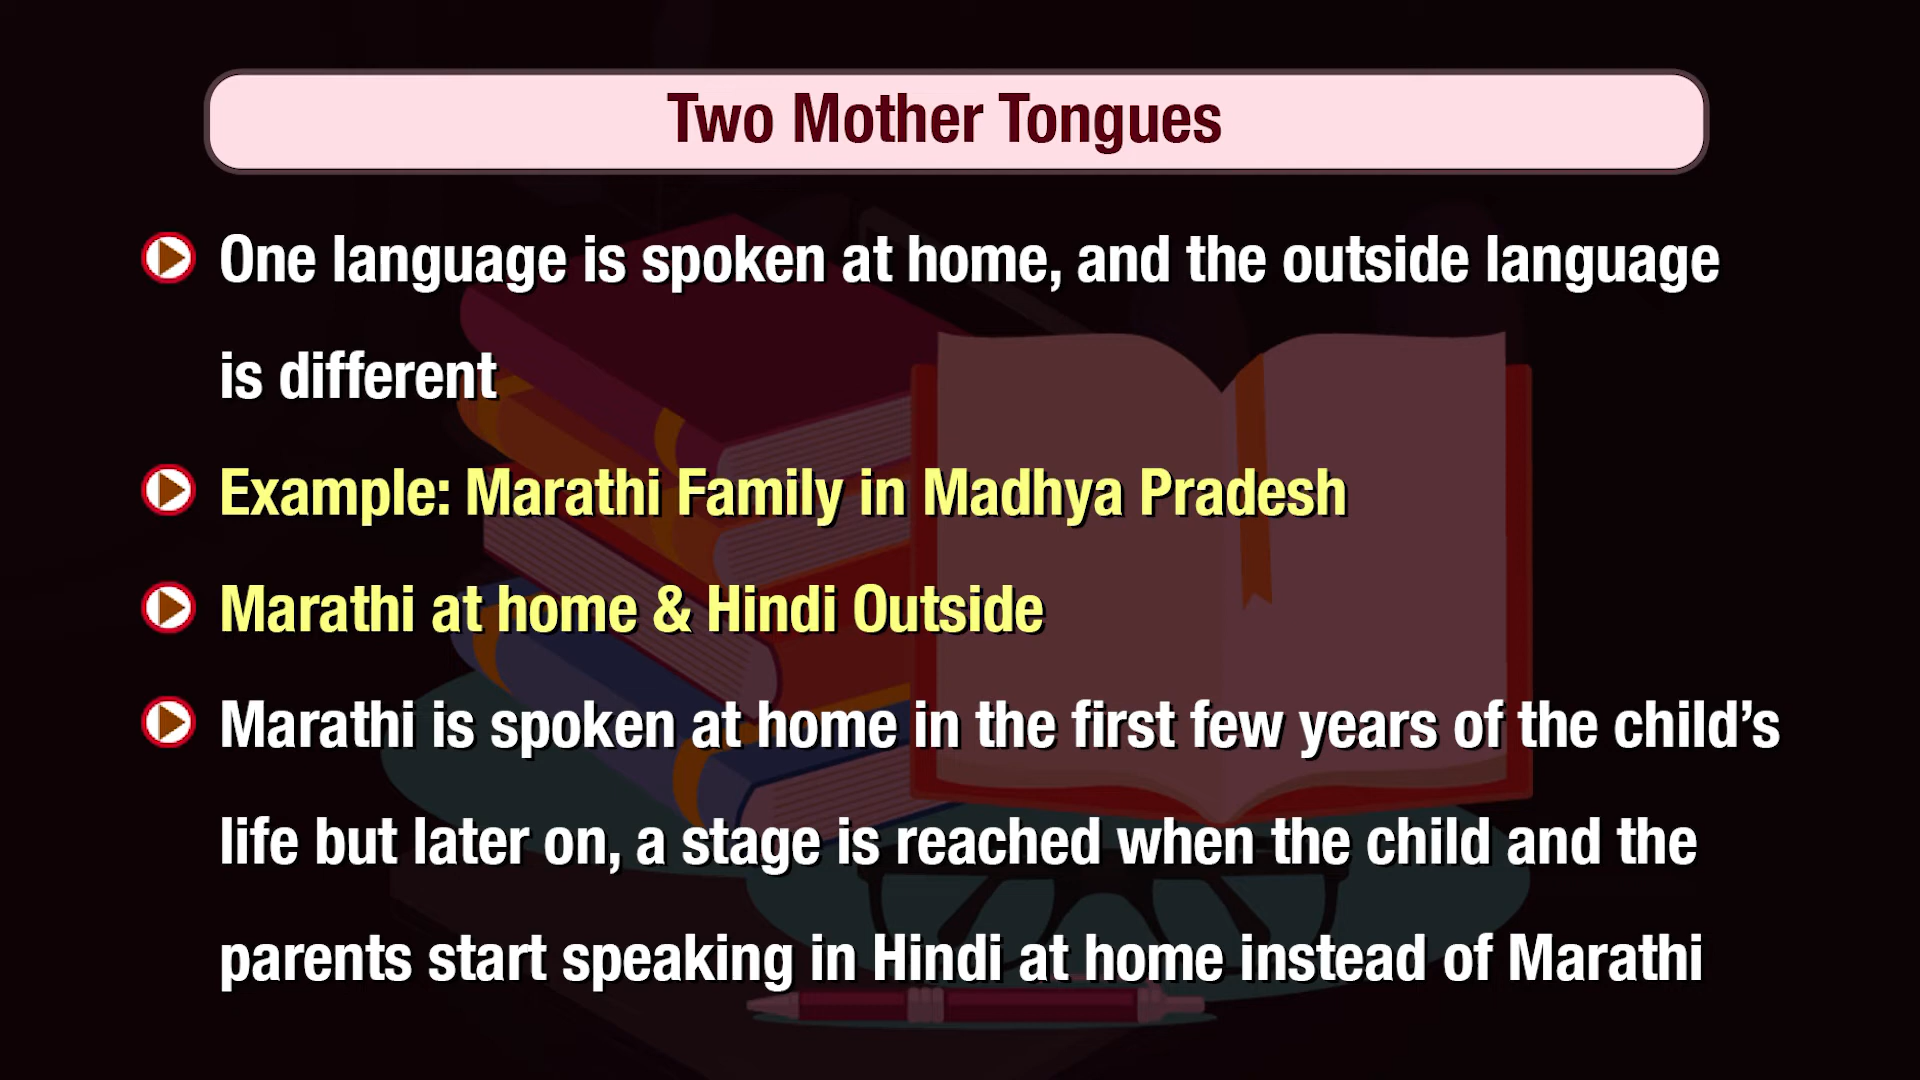 Two Mother Tongues
One language is spoken at home, and the outside language
is different
Example: Marathi Family in Madhya Pradesh
Marathi at home & Hindi Outside
Marathi is spoken at home in the first few years of the child’s
life but later on, a stage is reached when the child and the
parents start speaking in Hindi at home instead of Marathi